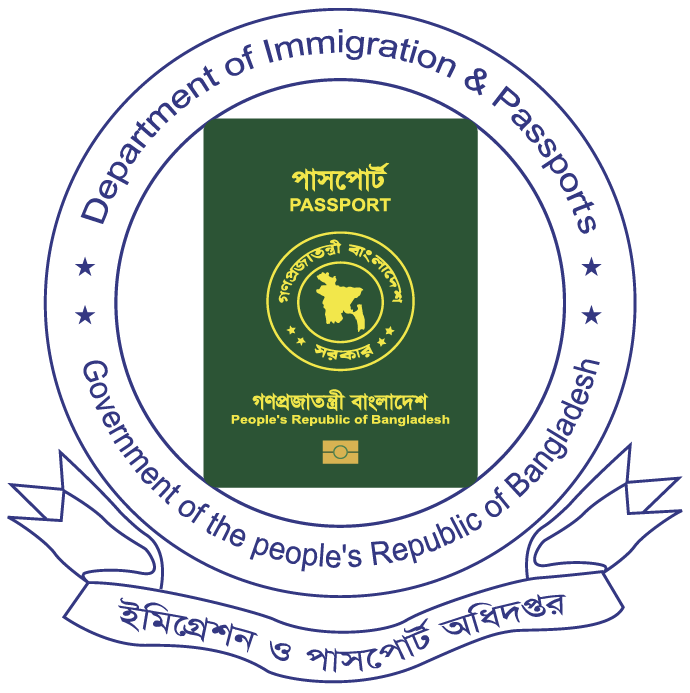 Department of Immigration & Passports
পাসপোর্ট
PASSPORT
গণপ্রজাতন্ত্রী বাংলাদেশ
সরকার
গণপ্রজাতন্ত্রী বাংলাদেশ
People's Republic of Bangladesh
Government of the people's Republic of Bangladesh
ইমিগ্রেশন ও পাসপোর্ট অধিদপ্তর